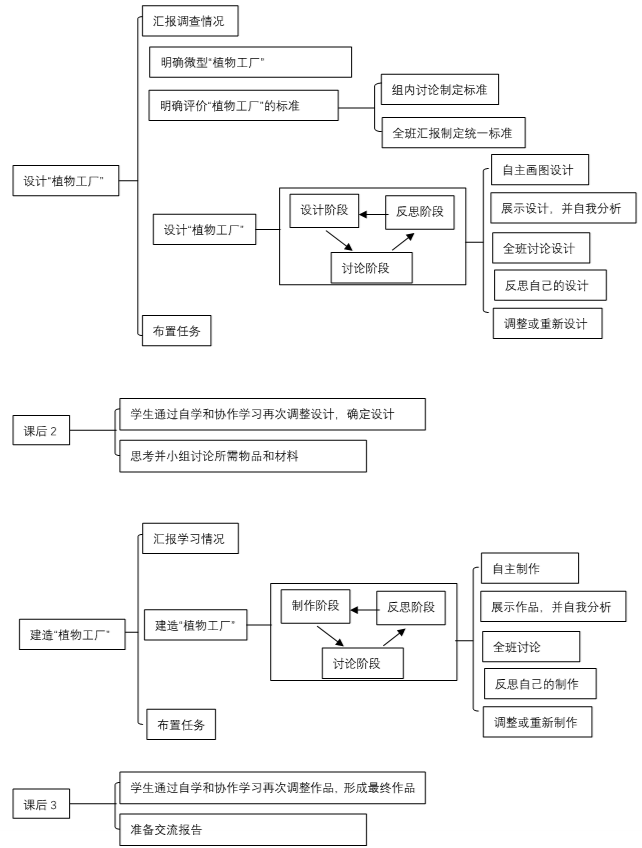 汇报调查情况
明确微型“植物工厂”
明确评价“植物工厂”的标准
组内讨论制定标准
全班汇报制定统一标准
设计“植物工厂”
设计“植物工厂”
设计阶段
反思阶段
讨论阶段
自主画图设计
展示设计，并自我分析
全班讨论设计
反思自己的设计
调整或重新设计
布置任务
课后 2
学生通过自学和协作学习再次调整设计，确定设计
思考并小组讨论所需物品和材料
汇报学习情况
建造“植物工厂”
建造“植物工厂”
制作阶段
反思阶段
讨论阶段
自主制作
展示作品，并自我分析
全班讨论
反思自己的制作
调整或重新制作
布置任务
课后 3
学生通过自学和协作学习再次调整作品、形成最终作品
准备交流报告